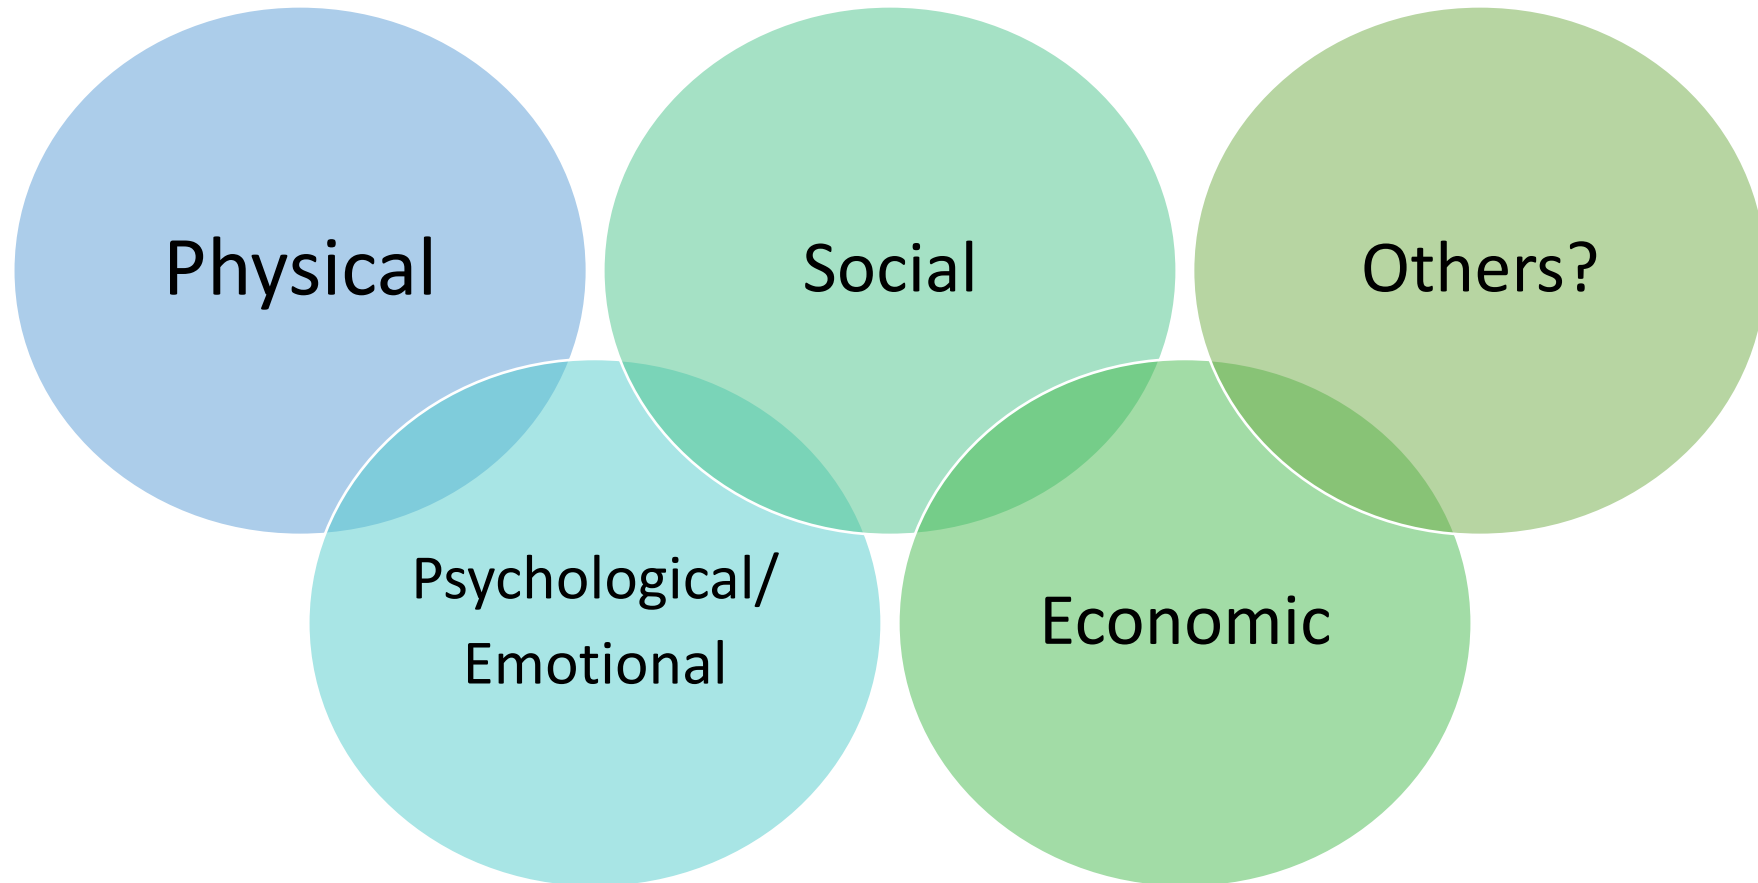 Physical
Social
Others?
Psychological/
Emotional
Economic